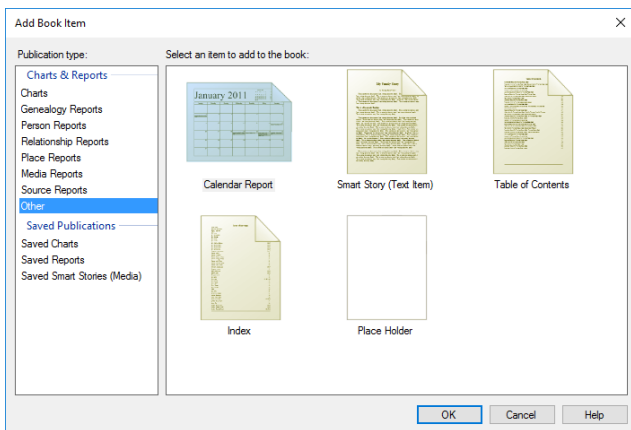 Add Book Item
Publication type:
Charts & Reports
Charts
Genealogy Reports
Person Reports
Relationship Reports
Place Reports
Media Reports
Source Reports
Other
Saved Publications
Saved Charts
Saved Reports
Saved Smart Stories (Media)
Select an item to add to the book:
January 2011
Calendar Report
Smart Story (Text Item)
Table of Contents
Index
Place Holder
OK
Cancel
Help